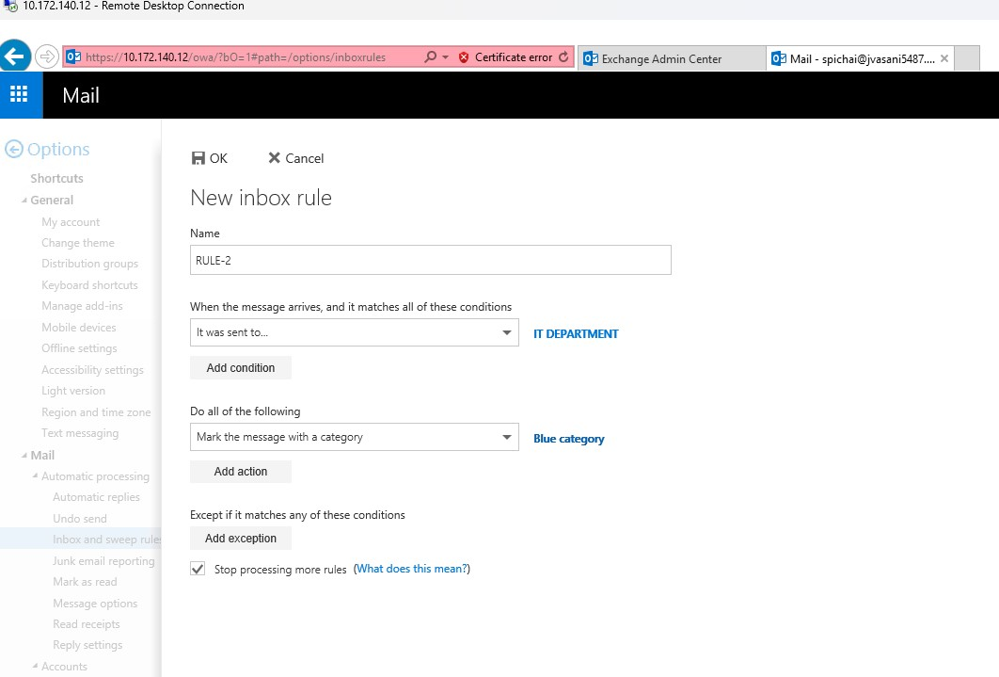 10.172.140.12 - Remote Desktop Connection
https://10.172.140.12/owa/?bO=1#path=/options/inboxrules Certificate error Exchange Admin Center Mail - spichai@jvasani5487....
Mail
Options
Shortcuts
General
My account
Change theme
Distribution groups
Keyboard shortcuts
Manage add-ins
Mobile devices
Offline settings
Accessibility settings
Light version
Region and time zone
Text messaging
Mail
Automatic processing
Automatic replies
Undo send
Inbox and sweep rules
Junk email reporting
Mark as read
Message options
Read receipts
Reply settings
Accounts
OK Cancel
New inbox rule
Name
RULE-2
When the message arrives, and it matches all of these conditions
It was sent to... IT DEPARTMENT
Add condition
Do all of the following
Mark the message with a category Blue category
Add action
Except if it matches any of these conditions
Add exception
Stop processing more rules (What does this mean?)